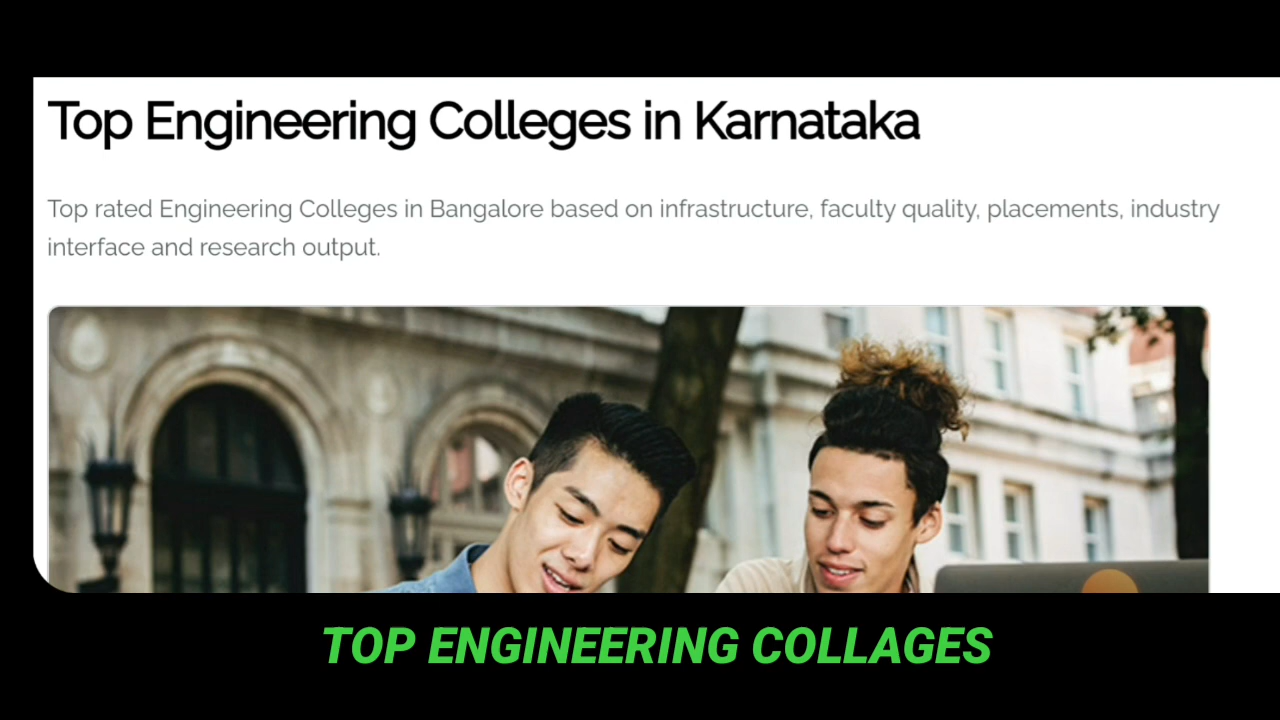 Top Engineering Colleges in Karnataka
Top rated Engineering Colleges in Bangalore based on infrastructure, faculty quality, placements, industry
interface and research output.
TOP ENGINEERING COLLAGES